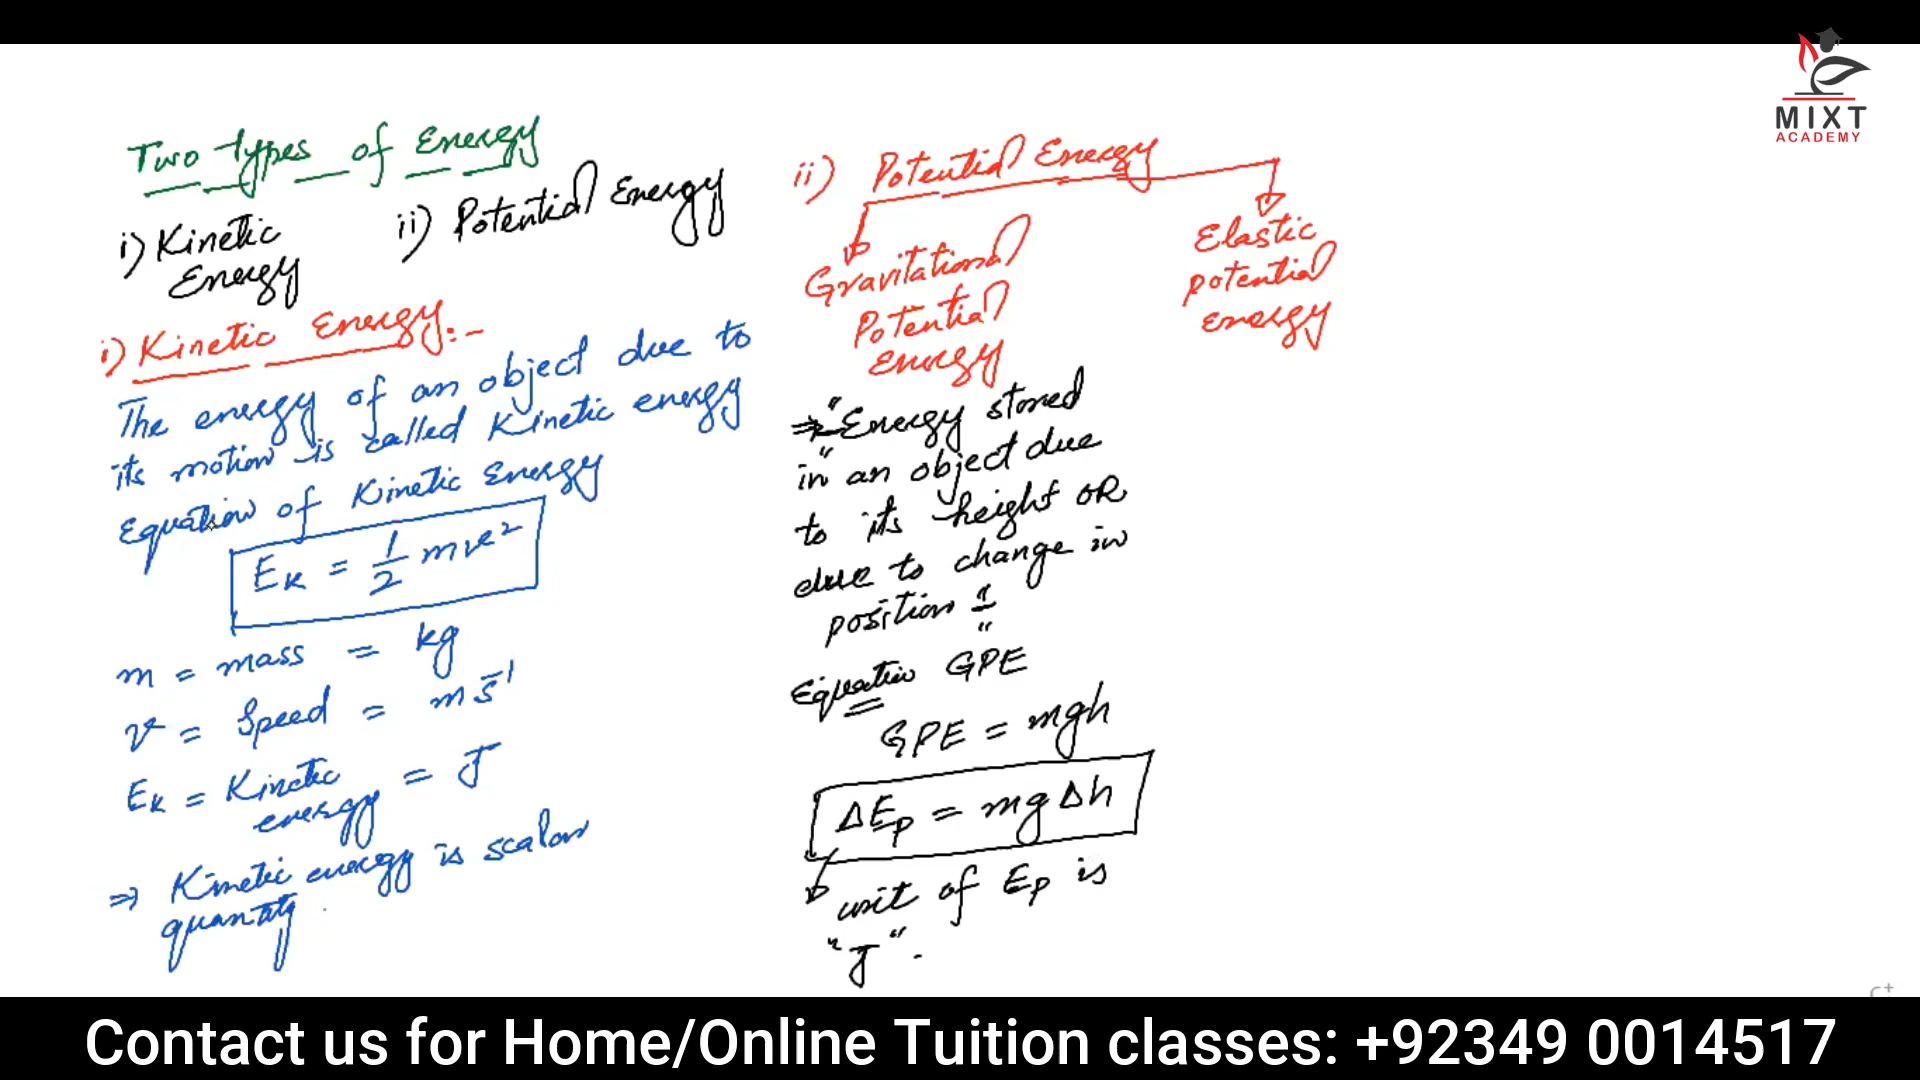 Two types of Energy
i) Kinetic
Energy
ii) Potential Energy
i) Kinetic Energy:-
The energy of an object due to
its motion is called Kinetic energy
Equation of Kinetic Energy
Eₖ = 1/2 mv²
m = mass = kg
v = Speed = m s⁻¹
Eₖ = Kinetic
energy = J
⇒ Kinetic energy is scalar
quantity
ii) Potential Energy
Gravitational
Potential
energy
Elastic
potential
energy
⇒ "Energy stored
in an object due
to its height OR
due to change in
position"
Equation GPE
GPE = mgh
ΔEₚ = mgΔh
unit of Eₚ is
"J".
MIXT
ACADEMY
Contact us for Home/Online Tuition classes: +92349 0014517